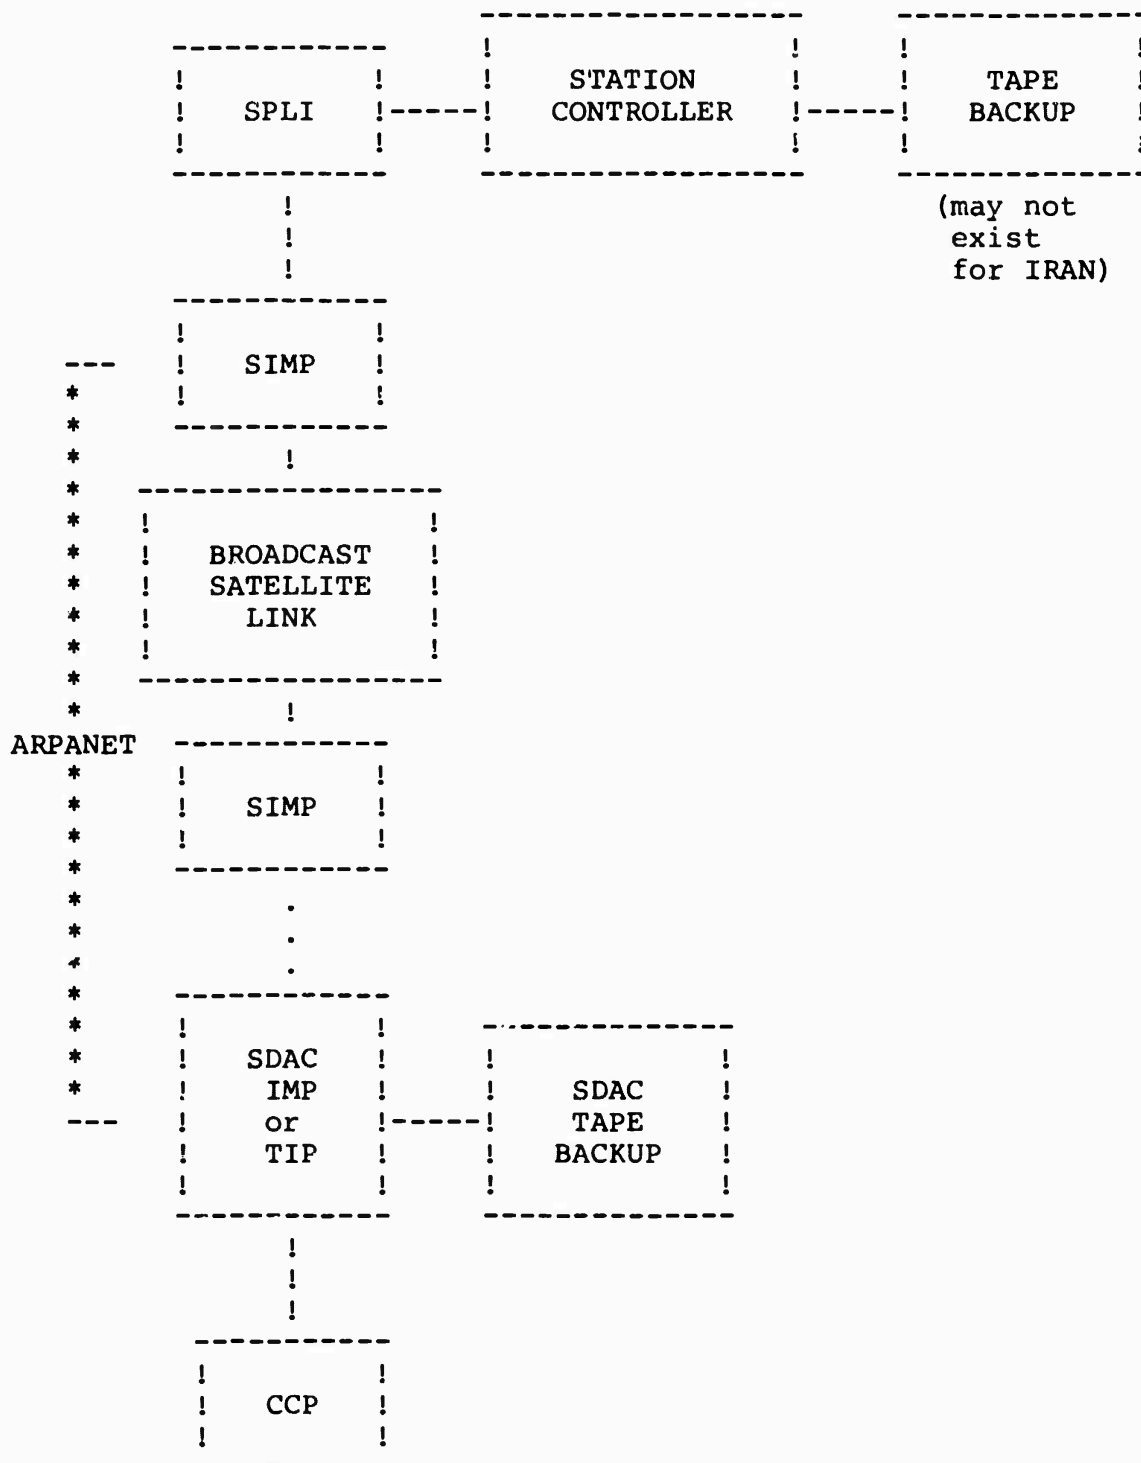 STATION
CONTROLLER
TAPE
BACKUP
SPLI
(may not
exist
for IRAN)
SIMP
BROADCAST
SATELLITE
LINK
ARPANET
SIMP
SDAC
IMP
or
TIP
SDAC
TAPE
BACKUP
CCP